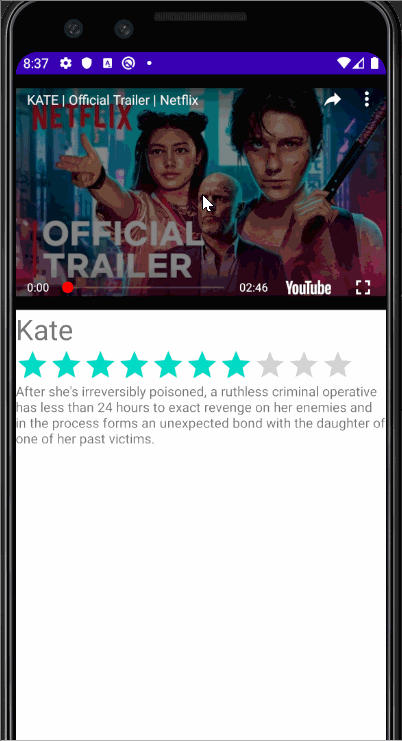 8:37
KATE | Official Trailer | Netflix
NETFLIX
OFFICIAL
TRAILER
0:00
02:46
YouTube
Kate
After she's irreversibly poisoned, a ruthless criminal operative
has less than 24 hours to exact revenge on her enemies and
in the process forms an unexpected bond with the daughter of
one of her past victims.